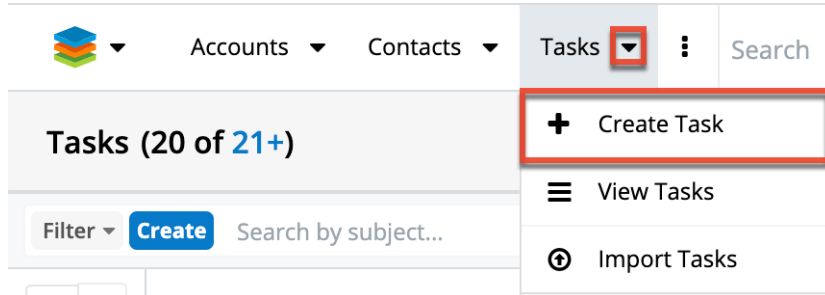 Accounts Contacts Tasks Search
Create Task
Tasks (20 of 21+)
View Tasks
Filter Create Search by subject...
Import Tasks